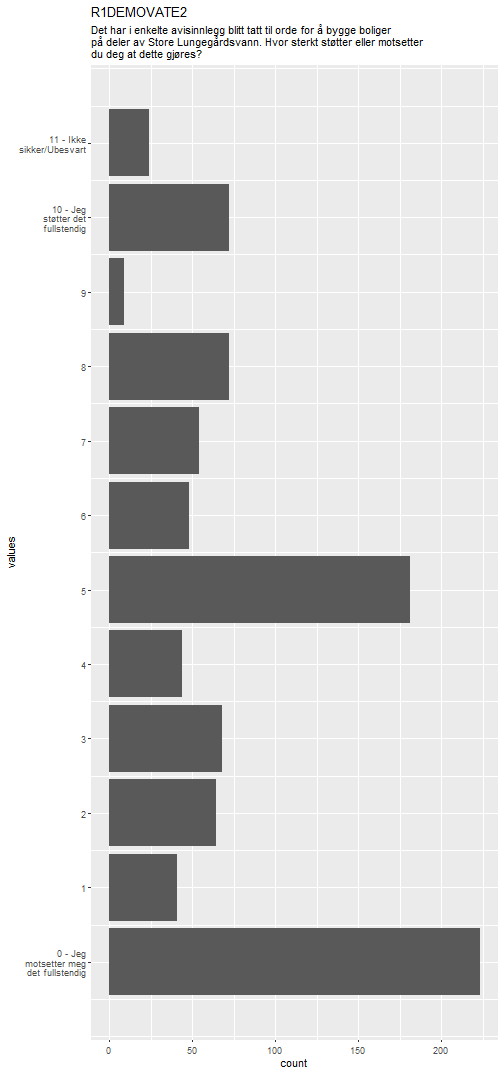 R1DEMOVATE2
Det har i enkelte avisinnlegg blitt tatt til orde for å bygge boliger
på deler av Store Lungegårdsvann. Hvor sterkt støtter eller motsetter
du deg at dette gjøres?
11 - Ikke
sikker/Ubesvart
10 - Jeg
støtter det
fullstendig
9
8
7
6
values
5
4
3
2
1
0 - Jeg
motsetter meg
det fullstendig
0 50 100 150 200
count